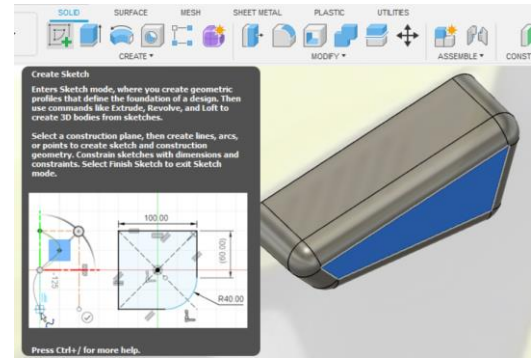 SOLID SURFACE MESH SHEET METAL PLASTIC UTILITIES
CREATE MODIFY ASSEMBLE CONST
Create Sketch
Enters Sketch mode, where you create geometric
profiles that define the foundation of a design. Then
use commands like Extrude, Revolve, and Loft to
create 3D bodies from sketches.
Select a construction plane, then create lines, arcs,
or points to create sketch and construction
geometry. Constrain sketches with dimensions and
constraints. Select Finish Sketch to exit Sketch
mode.
100.00
(60.00)
125
R40.00
Press Ctrl+/ for more help.